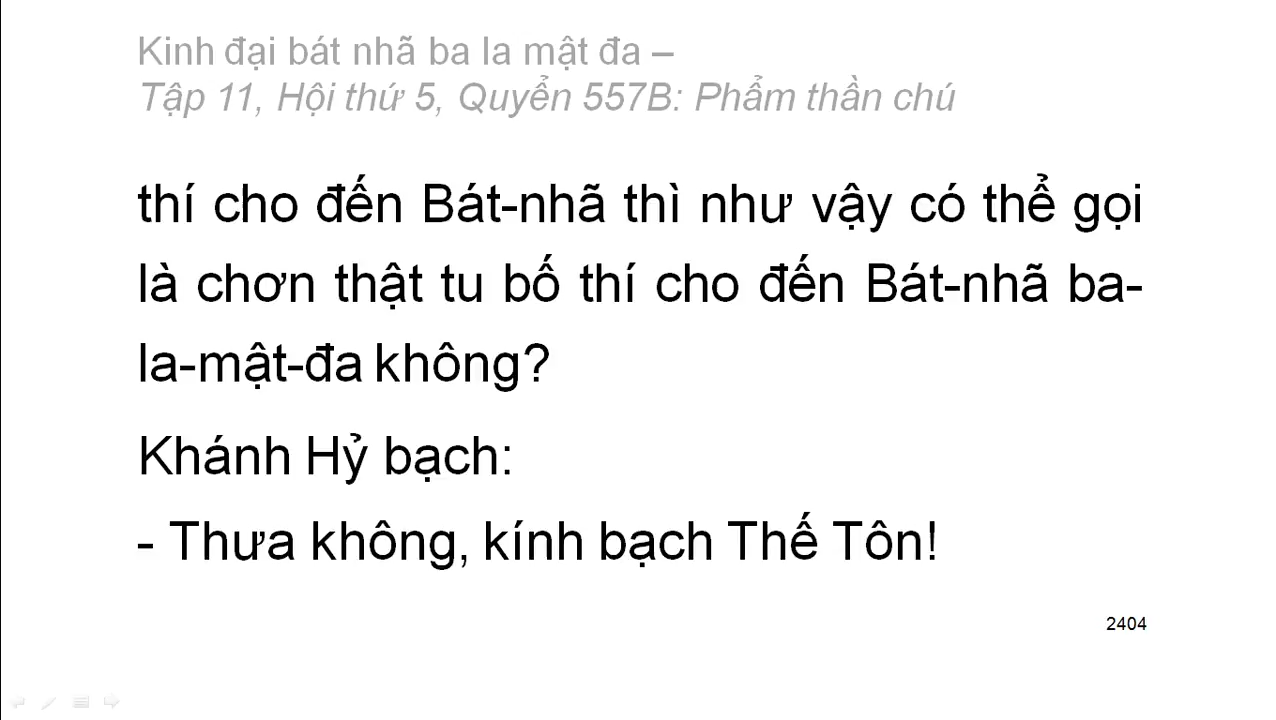 Kinh đại bát nhã ba la mật đa –
Tập 11, Hội thứ 5, Quyển 557B: Phẩm thần chú
thí cho đến Bát-nhã thì như vậy có thể gọi
là chơn thật tu bố thí cho đến Bát-nhã ba-
la-mật-đa không?
Khánh Hỷ bạch:
- Thưa không, kính bạch Thế Tôn!
2404